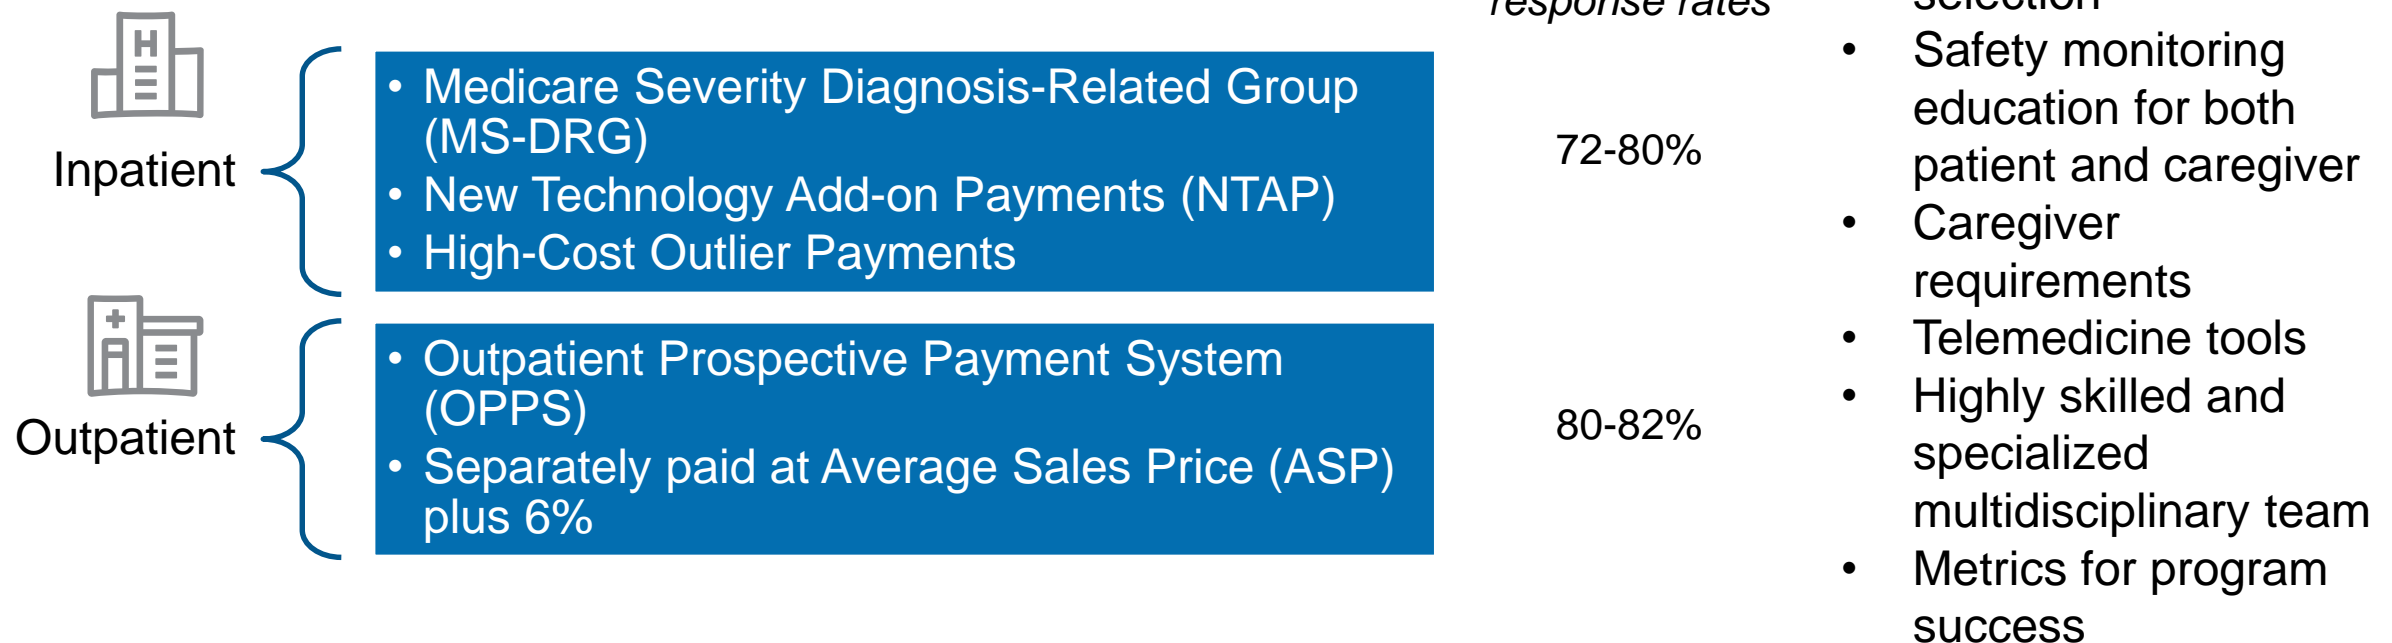 Inpatient
• Medicare Severity Diagnosis-Related Group
(MS-DRG)
• New Technology Add-on Payments (NTAP)
• High-Cost Outlier Payments
Outpatient
• Outpatient Prospective Payment System
(OPPS)
• Separately paid at Average Sales Price (ASP)
plus 6%
response rates
72-80%
80-82%
selection
• Safety monitoring
education for both
patient and caregiver
• Caregiver
requirements
• Telemedicine tools
• Highly skilled and
specialized
multidisciplinary team
• Metrics for program
success